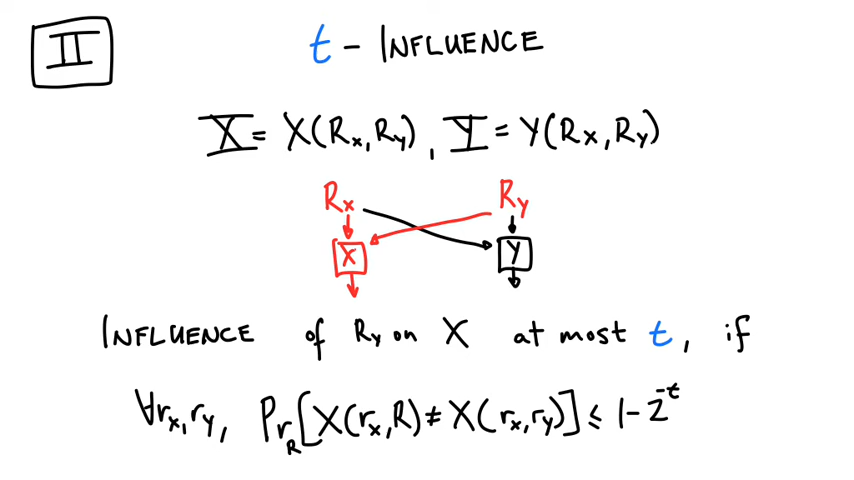 II
t - INFLUENCE
X = X(Rx, Ry), Y = Y(Rx, Ry)
Rx Ry
X Y
INFLUENCE of Ry on X at most t, if
∀rx, ry, Pr_R[X(rx, R) ≠ X(rx, ry)] ≤ 1 - 2^-t